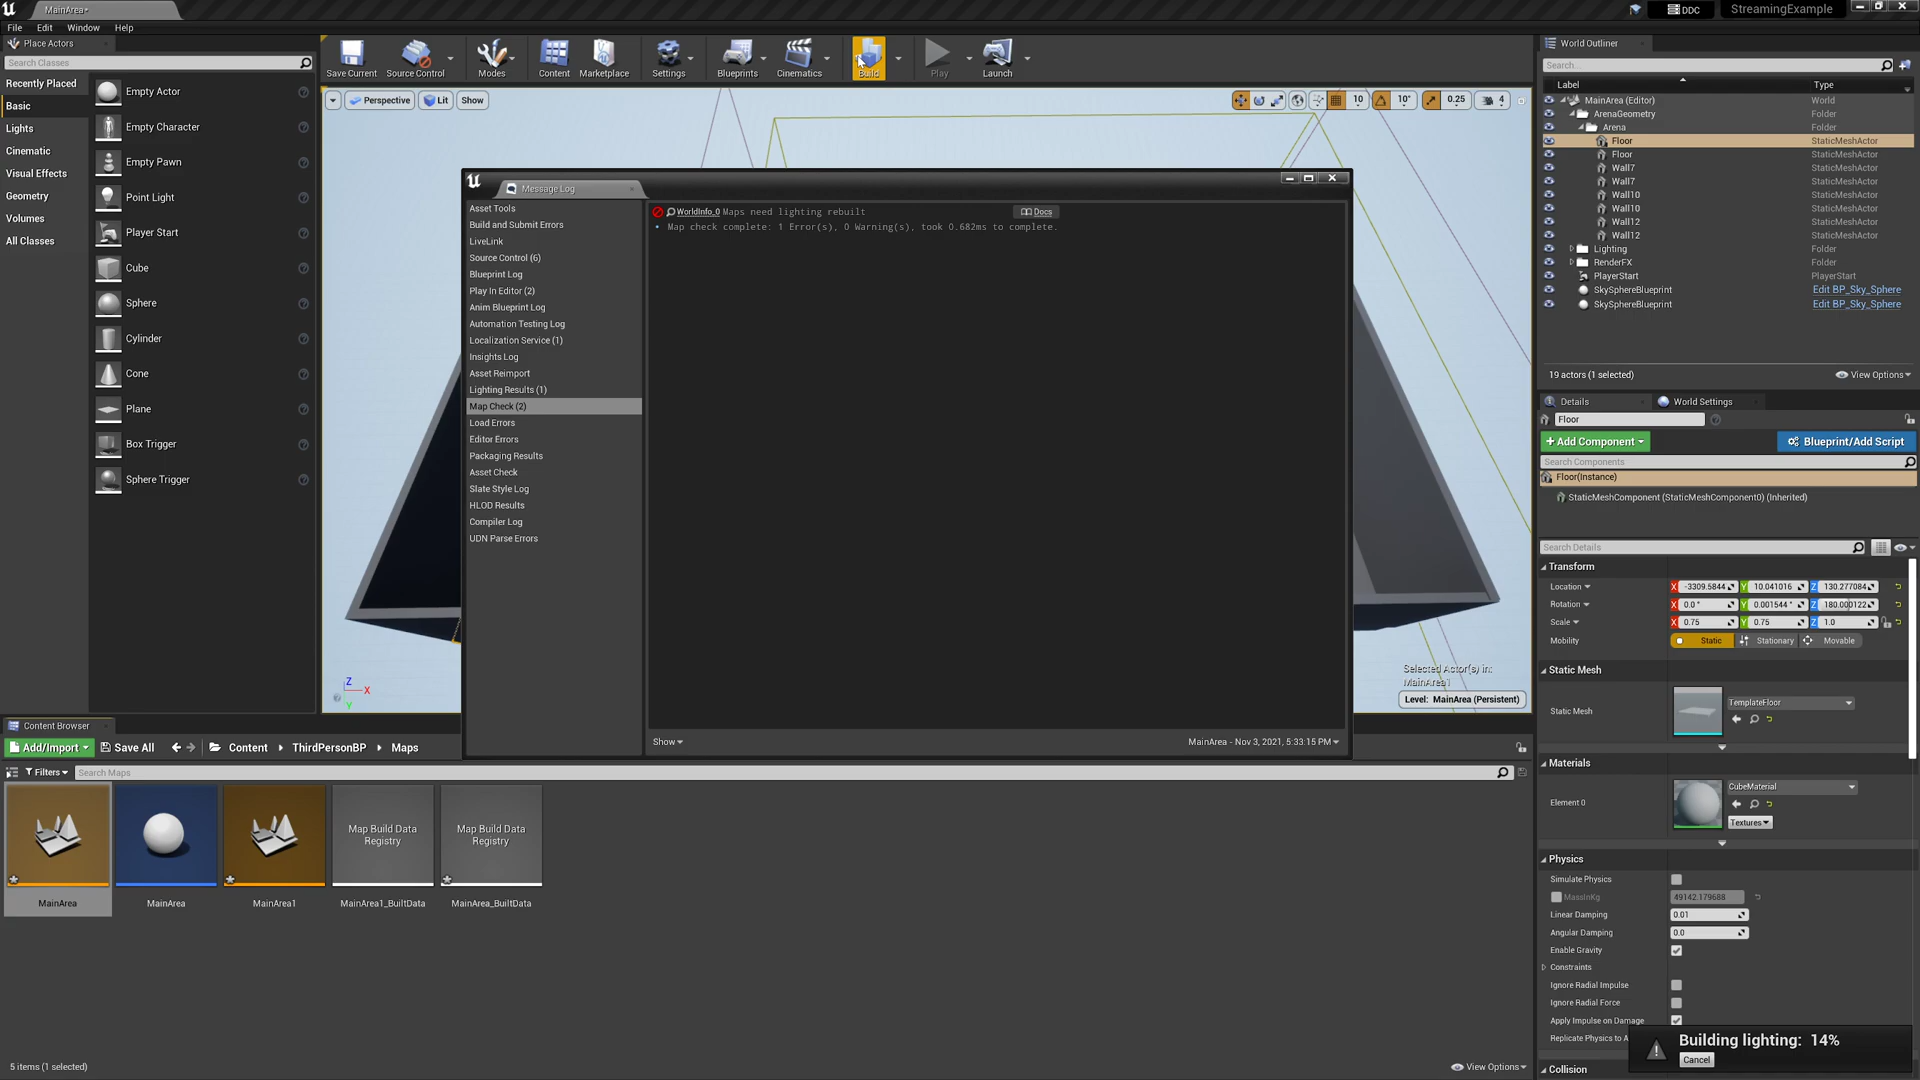 MainArea•
DDC
StreamingExample
File
Edit
Window
Help
Place Actors
Search Classes
Recently Placed
Basic
Lights
Cinematic
Visual Effects
Geometry
Volumes
All Classes
Empty Actor
Empty Character
Empty Pawn
Point Light
Player Start
Cube
Sphere
Cylinder
Cone
Plane
Box Trigger
Sphere Trigger
Save Current
Source Control
Modes
Content
Marketplace
Settings
Blueprints
Cinematics
Build
Play
Launch
Perspective
Lit
Show
10
10°
0.25
4
Message Log
Asset Tools
Build and Submit Errors
LiveLink
Source Control (6)
Blueprint Log
Play In Editor (2)
Anim Blueprint Log
Automation Testing Log
Localization Service (1)
Insights Log
Asset Reimport
Lighting Results (1)
Map Check (2)
Load Errors
Editor Errors
Packaging Results
Asset Check
Slate Style Log
HLOD Results
Compiler Log
UDN Parse Errors
WorldInfo_0 Maps need lighting rebuilt
Docs
• Map check complete: 1 Error(s), 0 Warning(s), took 0.682ms to complete.
Show
MainArea - Nov 3, 2021, 5:33:15 PM
Z
X
Y
Selected Actor(s) in:
MainArea1
Level: MainArea (Persistent)
World Outliner
Search...
Label
Type
MainArea (Editor)
World
ArenaGeometry
Folder
Arena
Folder
Floor
StaticMeshActor
Floor
StaticMeshActor
Wall7
StaticMeshActor
Wall7
StaticMeshActor
Wall10
StaticMeshActor
Wall10
StaticMeshActor
Wall12
StaticMeshActor
Wall12
StaticMeshActor
Lighting
Folder
RenderFX
Folder
PlayerStart
PlayerStart
SkySphereBlueprint
Edit BP_Sky_Sphere
SkySphereBlueprint
Edit BP_Sky_Sphere
19 actors (1 selected)
View Options
Details
World Settings
Floor
+ Add Component
Blueprint/Add Script
Search Components
Floor(Instance)
StaticMeshComponent (StaticMeshComponent0) (Inherited)
Search Details
Transform
Location
X -3309.5844
Y 10.041016
Z 130.277084
Rotation
X 0.0°
Y 0.001544°
Z 180.000122
Scale
X 0.75
Y 0.75
Z 1.0
Mobility
Static
Stationary
Movable
Static Mesh
Static Mesh
TemplateFloor
Materials
Element 0
CubeMaterial
Textures
Physics
Simulate Physics
MassInKg
49142.179688
Linear Damping
0.01
Angular Damping
0.0
Enable Gravity
Constraints
Ignore Radial Impulse
Ignore Radial Force
Apply Impulse on Damage
Replicate Physics to A
Collision
Building lighting: 14%
Cancel
Content Browser
Add/Import
Save All
Content
ThirdPersonBP
Maps
Filters
Search Maps
Map Build Data
Registry
Map Build Data
Registry
MainArea
MainArea
MainArea1
MainArea1_BuiltData
MainArea_BuiltData
5 items (1 selected)
View Options